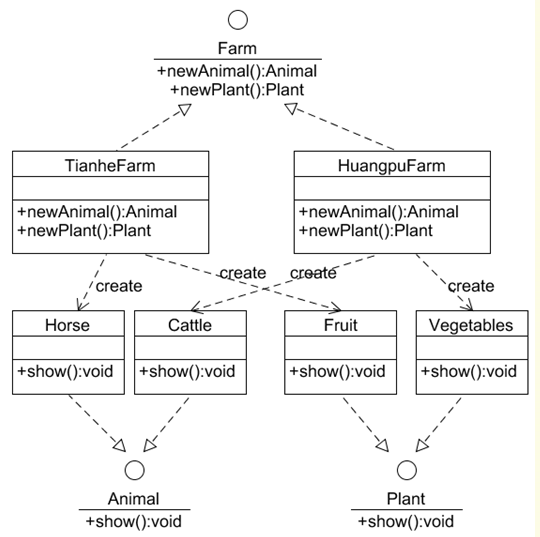 Farm
+newAnimal():Animal
+newPlant():Plant
TianheFarm
+newAnimal():Animal
+newPlant():Plant
HuangpuFarm
+newAnimal():Animal
+newPlant():Plant
create
create
create
create
Horse
+show():void
Cattle
+show():void
Fruit
+show():void
Vegetables
+show():void
Animal
+show():void
Plant
+show():void